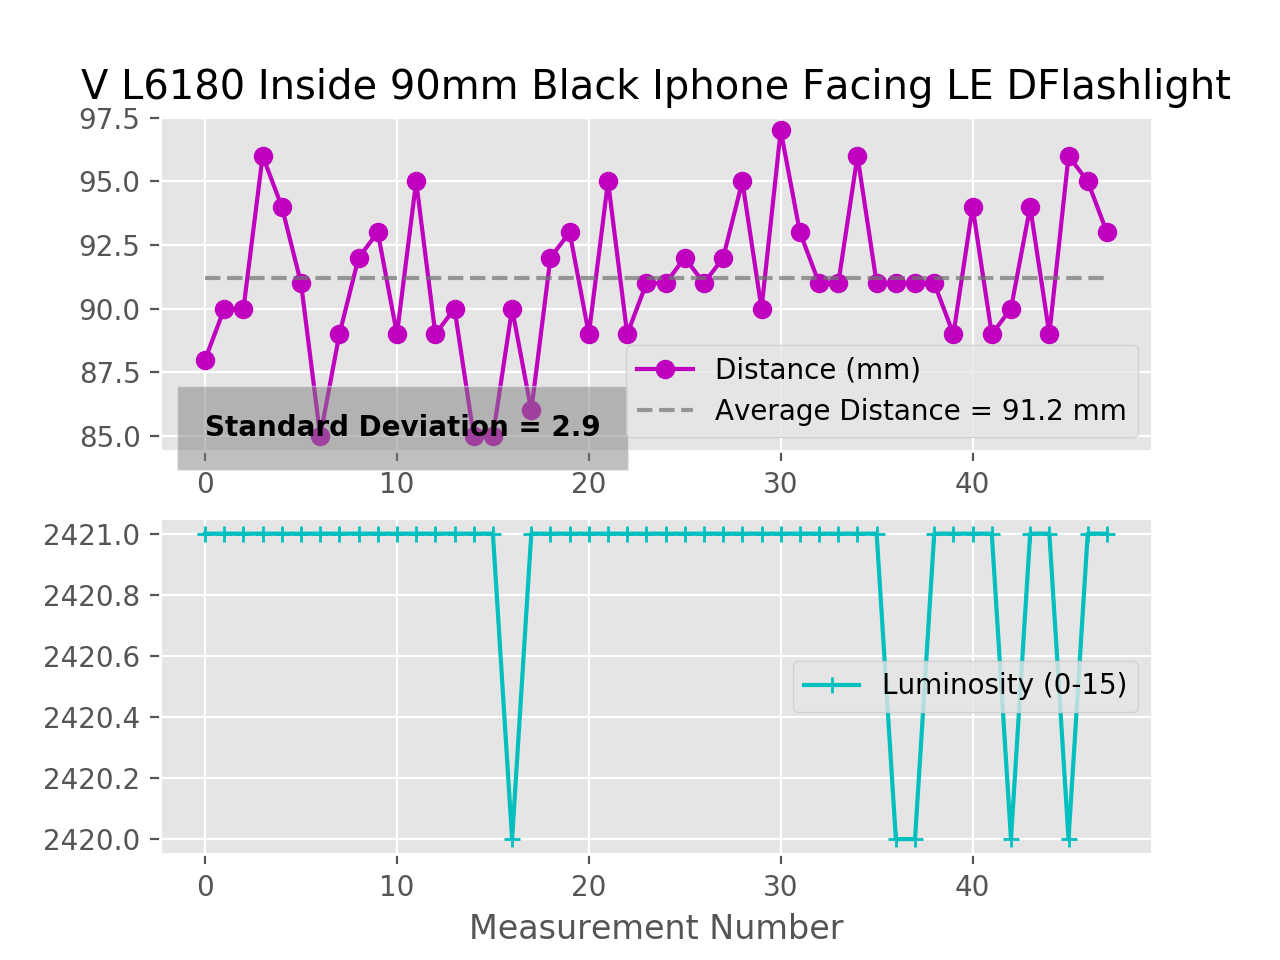 V L6180 Inside 90mm Black Iphone Facing LE DFlashlight
97.5
95.0
92.5
90.0
87.5
85.0
Distance (mm)
Average Distance = 91.2 mm
Standard Deviation = 2.9
0 10 20 30 40
2421.0
2420.8
2420.6
2420.4
2420.2
2420.0
Luminosity (0-15)
0 10 20 30 40
Measurement Number